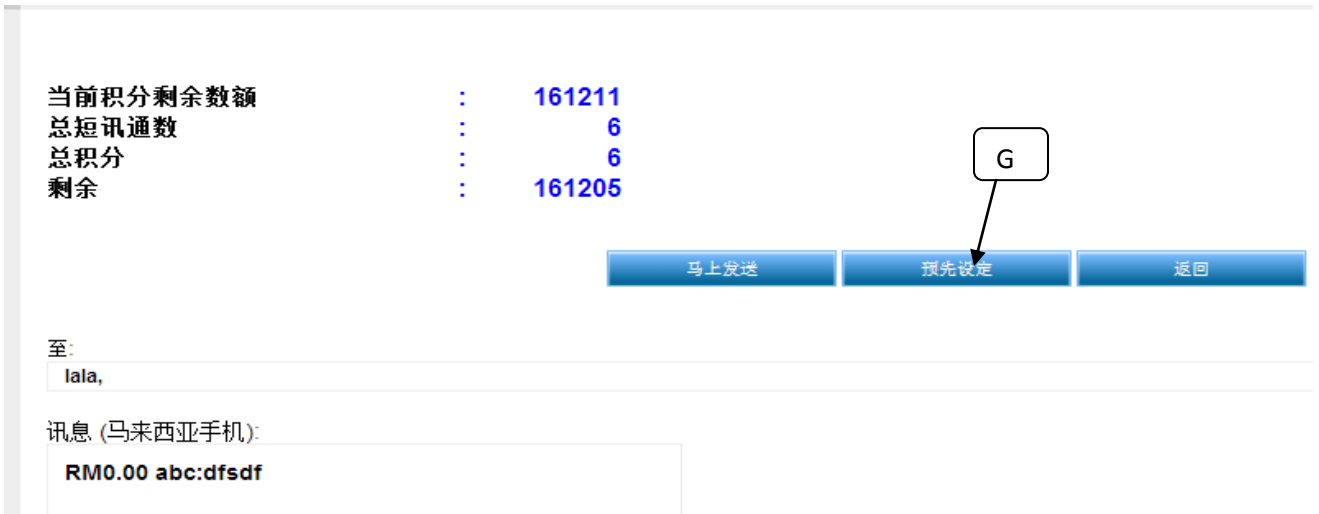 当前积分剩余数额 : 161211
总短讯通数 : 6
总积分 : 6
剩余 : 161205
G
马上发送 预先设定 返回
至:
lala,
讯息 (马来西亚手机):
RM0.00 abc:dfsdf